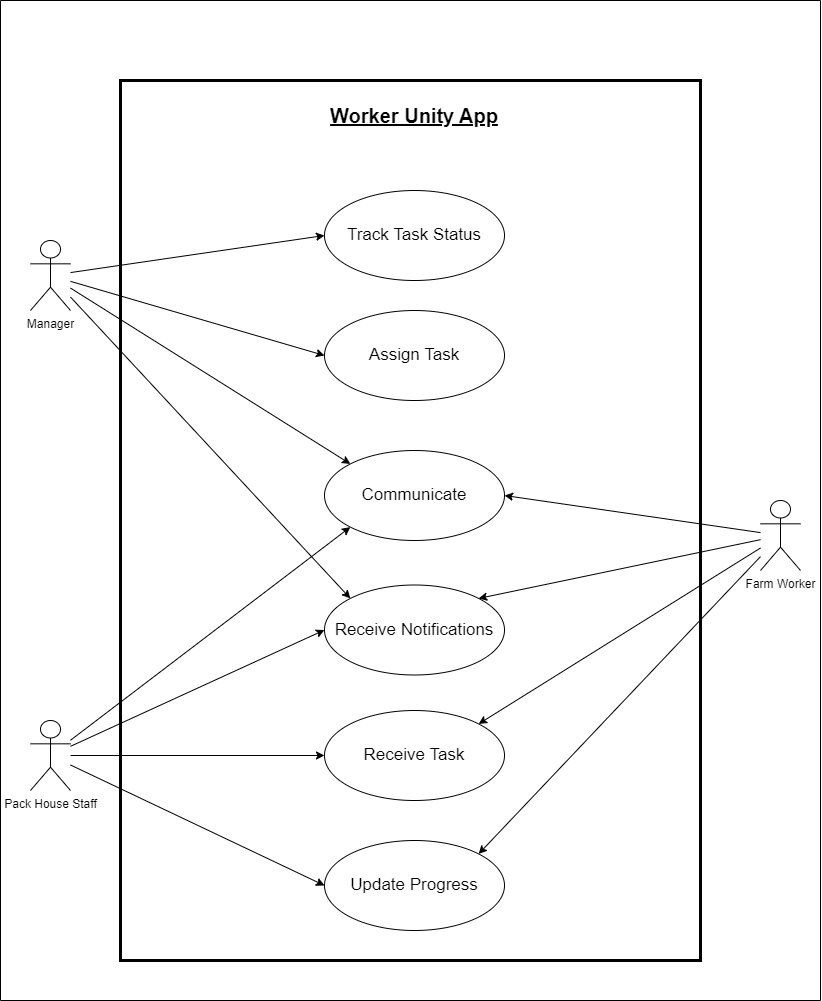 Worker Unity App
Track Task Status
Manager
Assign Task
Communicate
Farm Worker
Receive Notifications
Receive Task
Pack House Staff
Update Progress